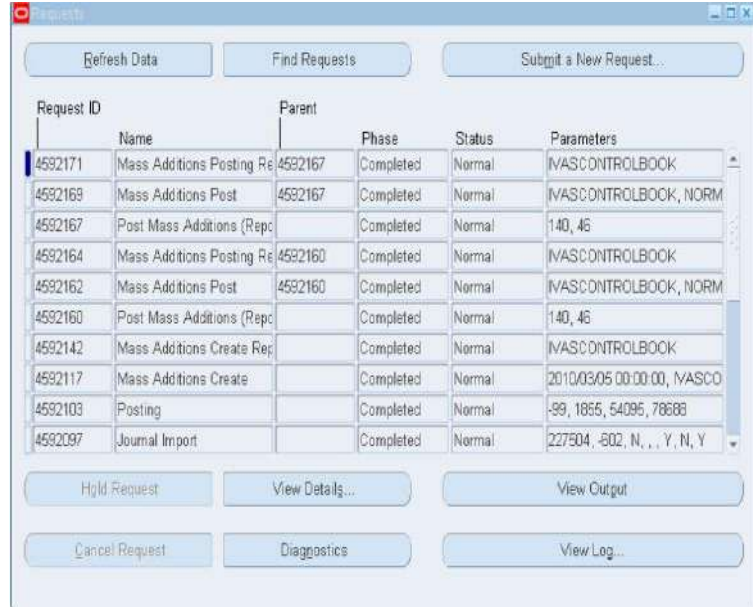 Requests
Refresh Data Find Requests Submit a New Request...
Request ID Parent
Name Phase Status Parameters
4592171 Mass Additions Posting Re 4592167 Completed Normal IVASCONTROLBOOK
4592169 Mass Additions Post 4592167 Completed Normal IVASCONTROLBOOK, NORM
4592167 Post Mass Additions (Repo Completed Normal 140, 46
4592164 Mass Additions Posting Re 4592160 Completed Normal IVASCONTROLBOOK
4592162 Mass Additions Post 4592160 Completed Normal IVASCONTROLBOOK, NORM
4592160 Post Mass Additions (Repo Completed Normal 140, 46
4592142 Mass Additions Create Rep Completed Normal IVASCONTROLBOOK
4592117 Mass Additions Create Completed Normal 2010/03/05 00:00:00, IVASCO
4592103 Posting Completed Normal -99, 1855, 54095, 78688
4592097 Journal Import Completed Normal 227504, -602, N, , , Y, N, Y
Hold Request View Details... View Output
Cancel Request Diagnostics View Log...